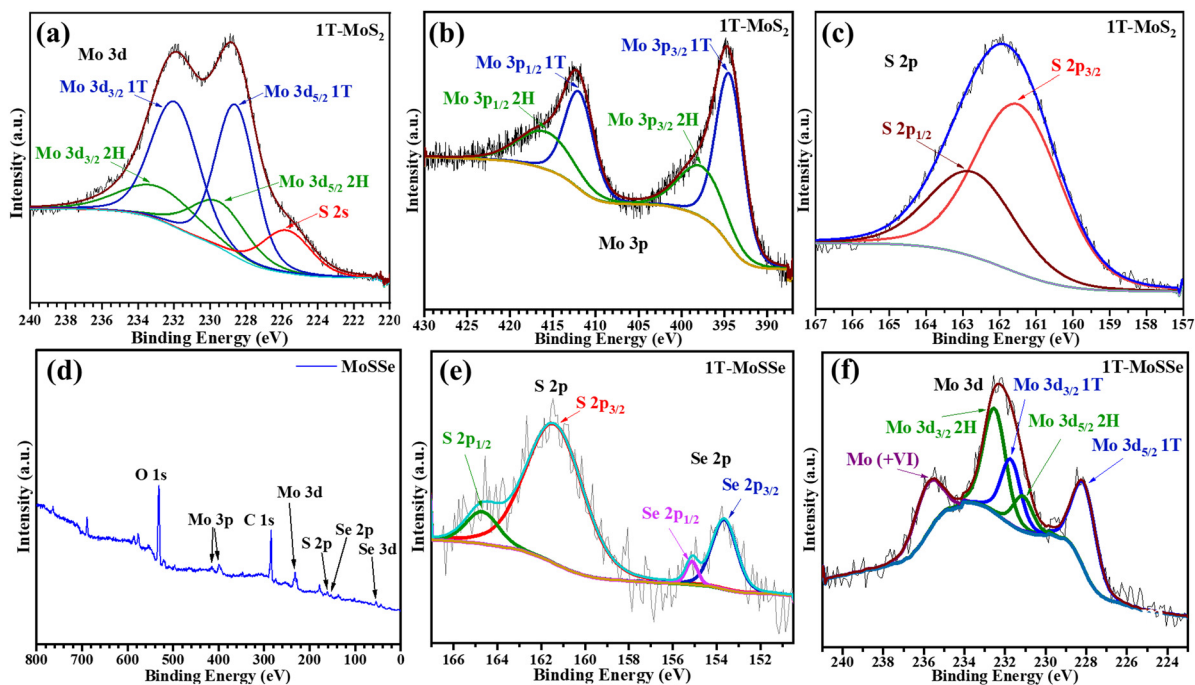 (a)
1T-MoS₂
Mo 3d
Mo 3d₃/₂ 1T
Mo 3d₅/₂ 1T
Mo 3d₃/₂ 2H
Mo 3d₅/₂ 2H
S 2s
Intensity (a.u.)
240 238 236 234 232 230 228 226 224 222 220
Binding Energy (eV)
(b)
1T-MoS₂
Mo 3p₃/₂ 1T
Mo 3p₁/₂ 1T
Mo 3p₁/₂ 2H
Mo 3p₃/₂ 2H
Mo 3p
Intensity (a.u.)
430 420 410 400 390
Binding Energy (eV)
(c)
1T-MoS₂
S 2p
S 2p₃/₂
S 2p₁/₂
Intensity (a.u.)
167 166 165 164 163 162 161 160 159 158 157
Binding Energy (eV)
(d)
MoSSe
O 1s
Mo 3p
C 1s
Mo 3d
S 2p
Se 2p
Se 3d
Intensity (a.u.)
800 700 600 500 400 300 200 100 0
Binding Energy (eV)
(e)
1T-MoSSe
S 2p
S 2p₃/₂
S 2p₁/₂
Se 2p
Se 2p₃/₂
Se 2p₁/₂
Intensity (a.u.)
166 164 162 160 158 156 154 152
Binding Energy (eV)
(f)
1T-MoSSe
Mo 3d
Mo 3d₃/₂ 1T
Mo 3d₃/₂ 2H
Mo 3d₅/₂ 2H
Mo 3d₅/₂ 1T
Mo (+VI)
Intensity (a.u.)
240 238 236 234 232 230 228 226 224
Binding Energy (eV)